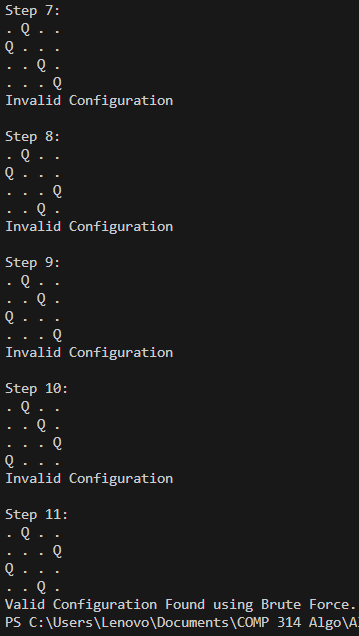 Step 7:
. Q . .
Q . . .
. . Q .
. . . Q
Invalid Configuration
Step 8:
. Q . .
Q . . .
. . . Q
. . Q .
Invalid Configuration
Step 9:
. Q . .
. . Q .
Q . . .
. . . Q
Invalid Configuration
Step 10:
. Q . .
. . Q .
. . . Q
Q . . .
Invalid Configuration
Step 11:
. Q . .
. . . Q
Q . . .
. . Q .
Valid Configuration Found using Brute Force.
PS C:\Users\Lenovo\Documents\COMP 314 Algo\A